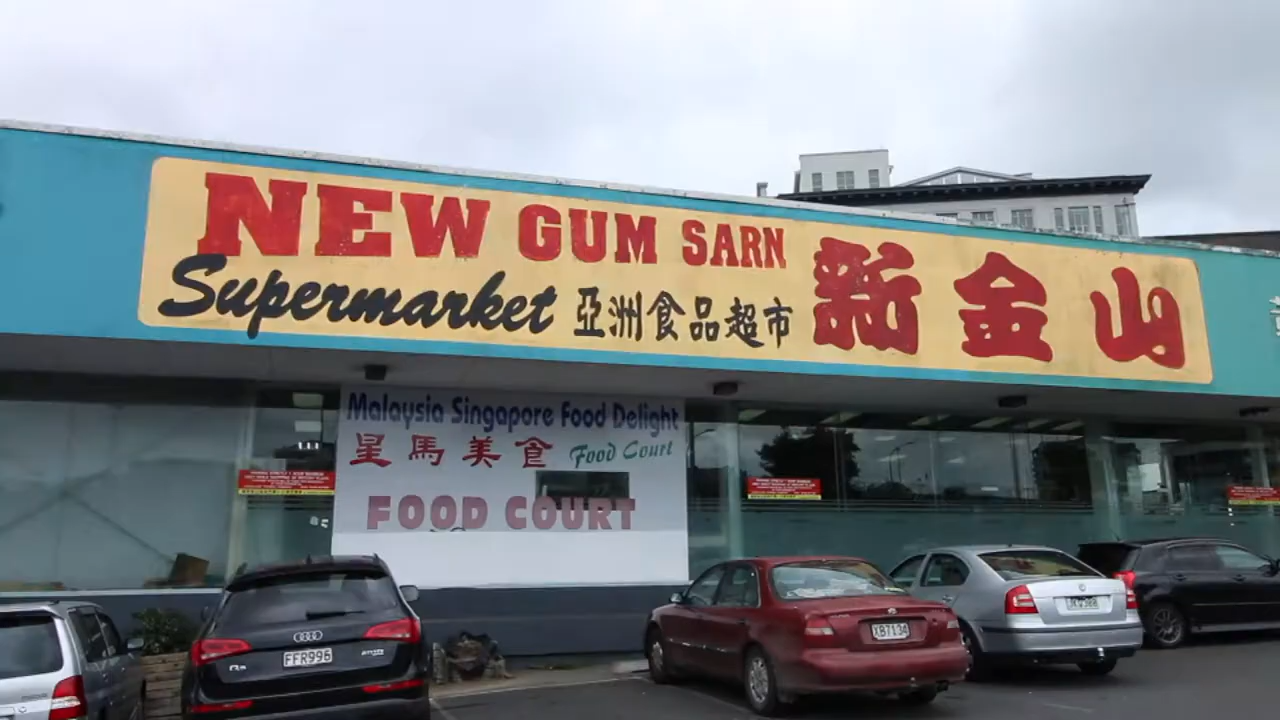 NEW GUM SARN
Supermarket 亞洲食品超市
新金山
Malaysia Singapore Food Delight
星馬美食 Food Court
FOOD COURT
FFR996
XB7134